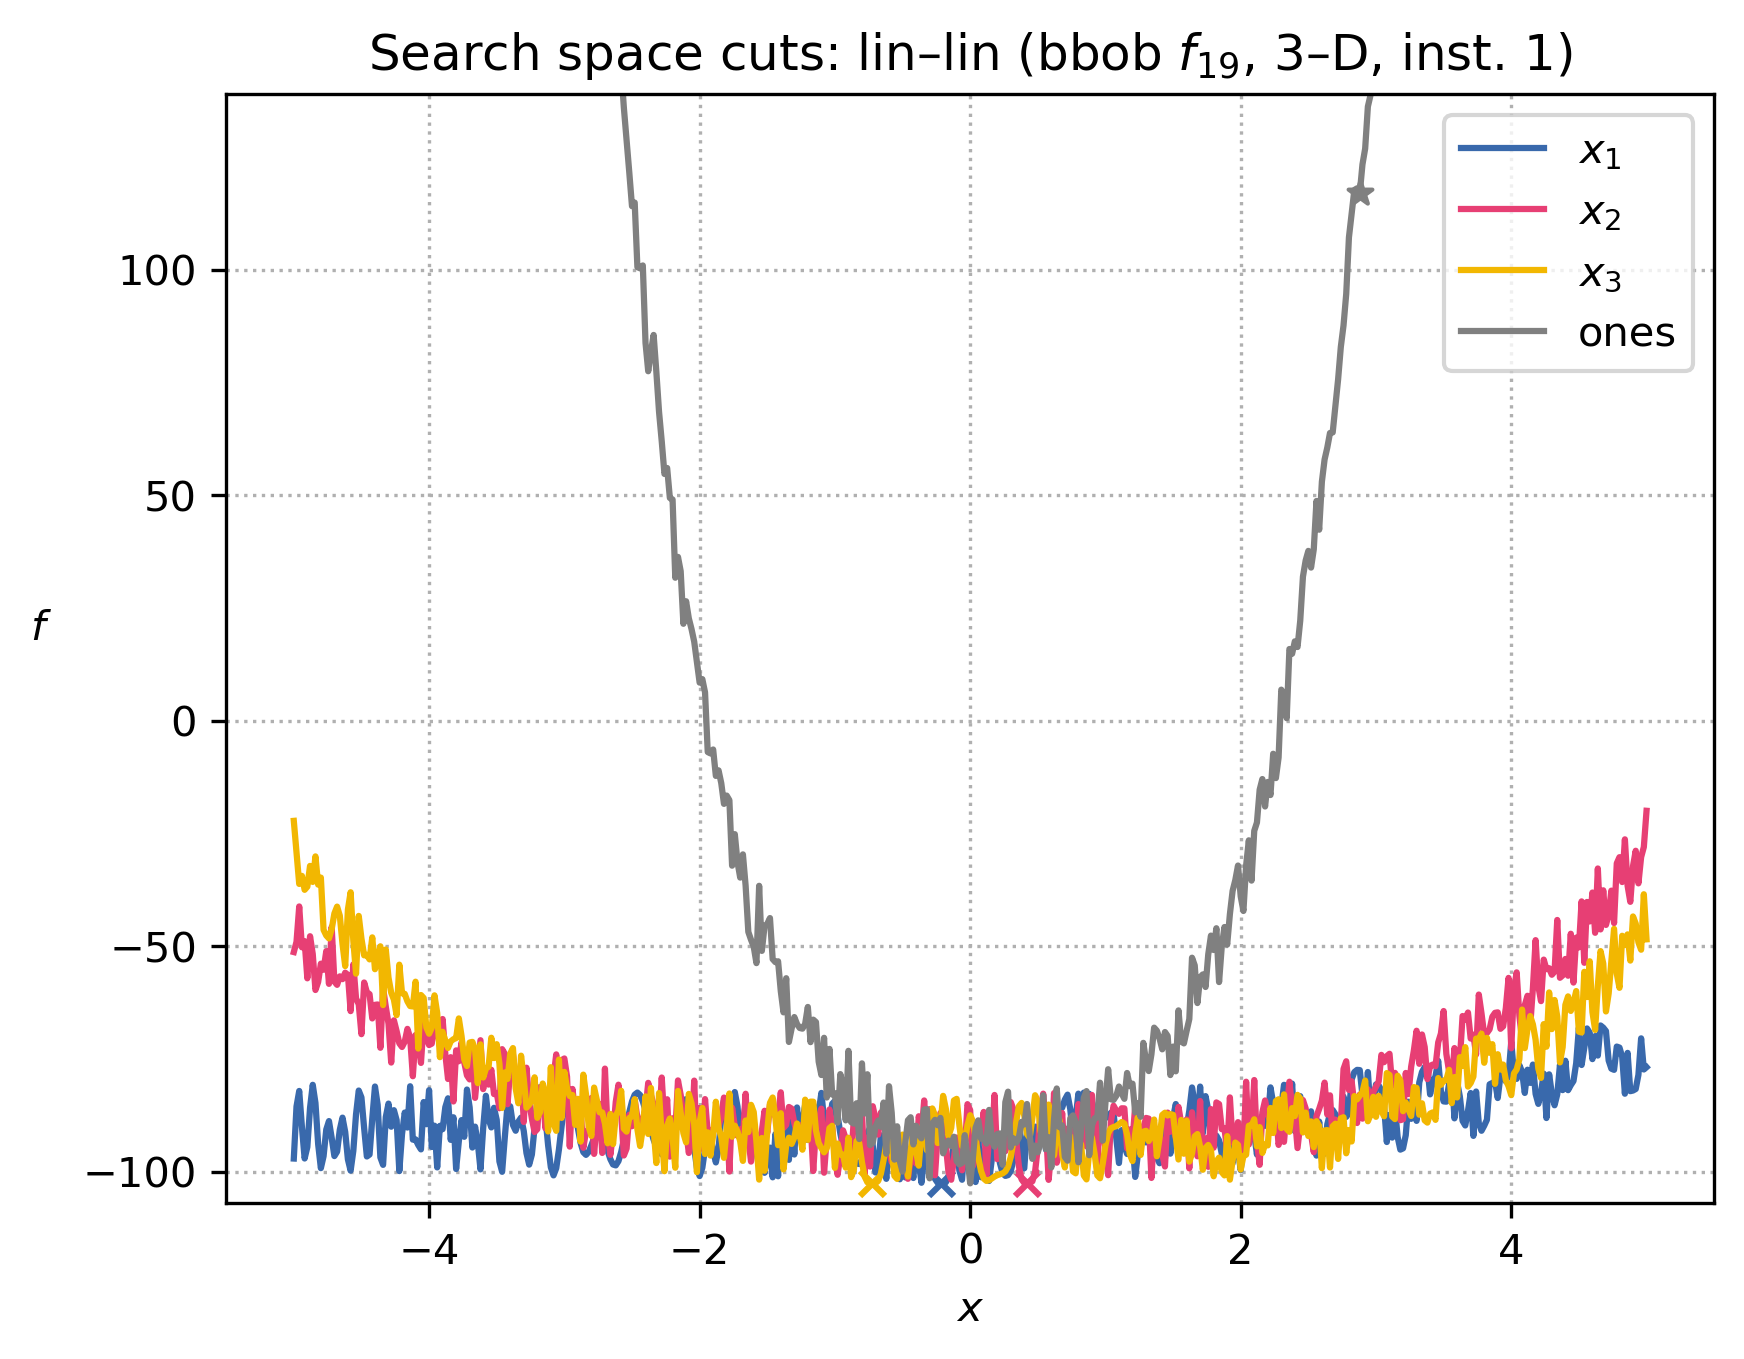 Search space cuts: lin–lin (bbob f₁₉, 3–D, inst. 1)
x₁
x₂
x₃
ones
100
50
0
−50
−100
f
−4 −2 0 2 4
x